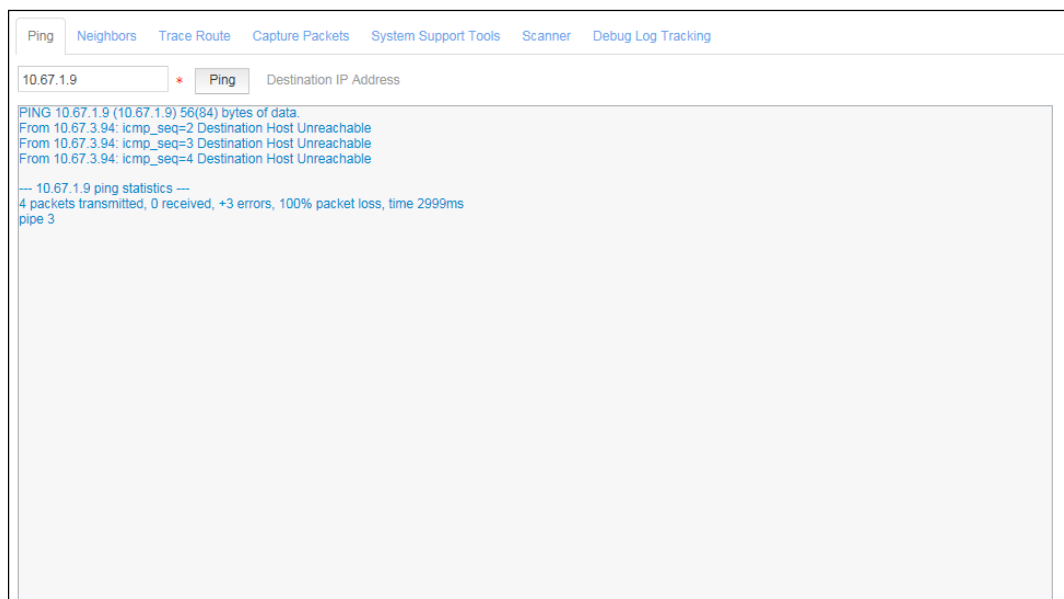 Ping Neighbors Trace Route Capture Packets System Support Tools Scanner Debug Log Tracking
10.67.1.9 * Ping Destination IP Address
PING 10.67.1.9 (10.67.1.9) 56(84) bytes of data.
From 10.67.3.94: icmp_seq=2 Destination Host Unreachable
From 10.67.3.94: icmp_seq=3 Destination Host Unreachable
From 10.67.3.94: icmp_seq=4 Destination Host Unreachable
--- 10.67.1.9 ping statistics ---
4 packets transmitted, 0 received, +3 errors, 100% packet loss, time 2999ms
pipe 3